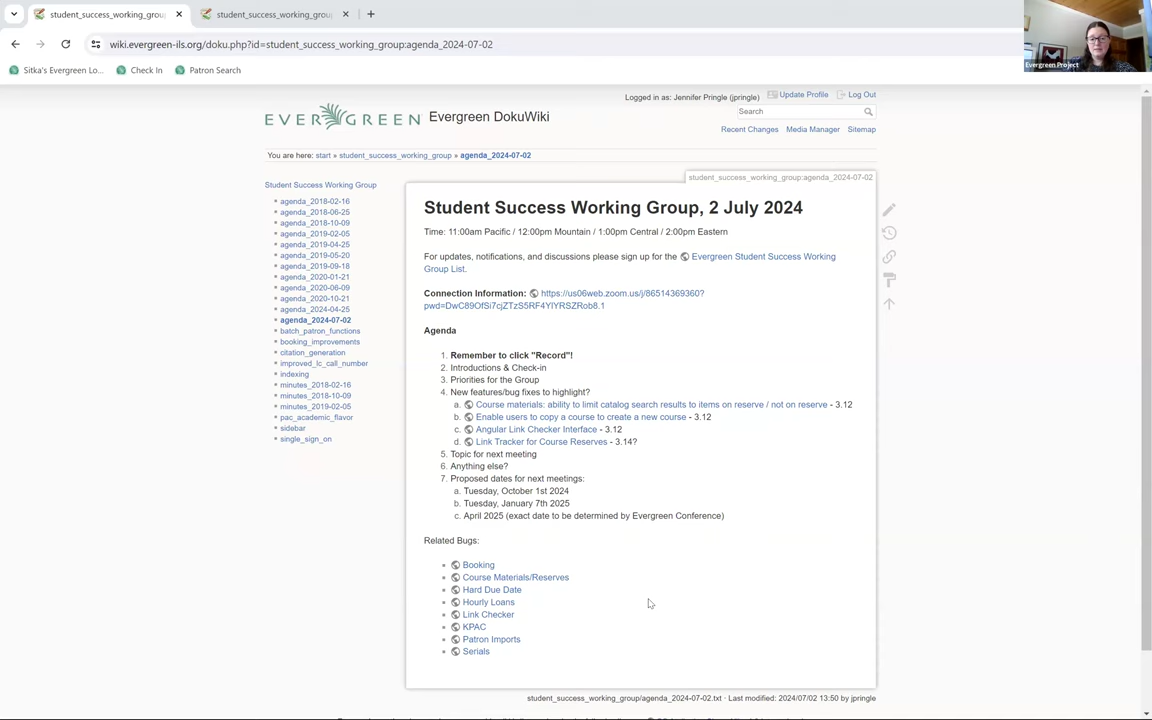 student_success_working_grou
student_success_working_grou
wiki.evergreen-ils.org/doku.php?id=student_success_working_group:agenda_2024-07-02
Sitka's Evergreen Lo...
Check In
Patron Search
Evergreen Project
Logged in as: Jennifer Pringle (jpringle)
Update Profile
Log Out
EVERGREEN
Evergreen DokuWiki
Search
Recent Changes
Media Manager
Sitemap
You are here: start » student_success_working_group » agenda_2024-07-02
student_success_working_group:agenda_2024-07-02
Student Success Working Group
agenda_2018-02-16
agenda_2018-06-25
agenda_2018-10-09
agenda_2019-02-05
agenda_2019-04-25
agenda_2019-05-20
agenda_2019-09-18
agenda_2020-01-21
agenda_2020-06-09
agenda_2020-10-21
agenda_2024-04-25
agenda_2024-07-02
batch_patron_functions
booking_improvements
citation_generation
improved_lc_call_number
indexing
minutes_2018-02-16
minutes_2018-10-09
minutes_2019-02-05
pac_academic_flavor
sidebar
single_sign_on
Student Success Working Group, 2 July 2024
Time: 11:00am Pacific / 12:00pm Mountain / 1:00pm Central / 2:00pm Eastern
For updates, notifications, and discussions please sign up for the Evergreen Student Success Working
Group List.
Connection Information: https://us06web.zoom.us/j/86514369360?
pwd=DwC89OfSi7cjZTzS5RF4YlYRSZRob8.1
Agenda
1. Remember to click "Record"!
2. Introductions & Check-in
3. Priorities for the Group
4. New features/bug fixes to highlight?
a. Course materials: ability to limit catalog search results to items on reserve / not on reserve - 3.12
b. Enable users to copy a course to create a new course - 3.12
c. Angular Link Checker Interface - 3.12
d. Link Tracker for Course Reserves - 3.14?
5. Topic for next meeting
6. Anything else?
7. Proposed dates for next meetings:
a. Tuesday, October 1st 2024
b. Tuesday, January 7th 2025
c. April 2025 (exact date to be determined by Evergreen Conference)
Related Bugs:
Booking
Course Materials/Reserves
Hard Due Date
Hourly Loans
Link Checker
KPAC
Patron Imports
Serials
student_success_working_group/agenda_2024-07-02.txt · Last modified: 2024/07/02 13:50 by jpringle